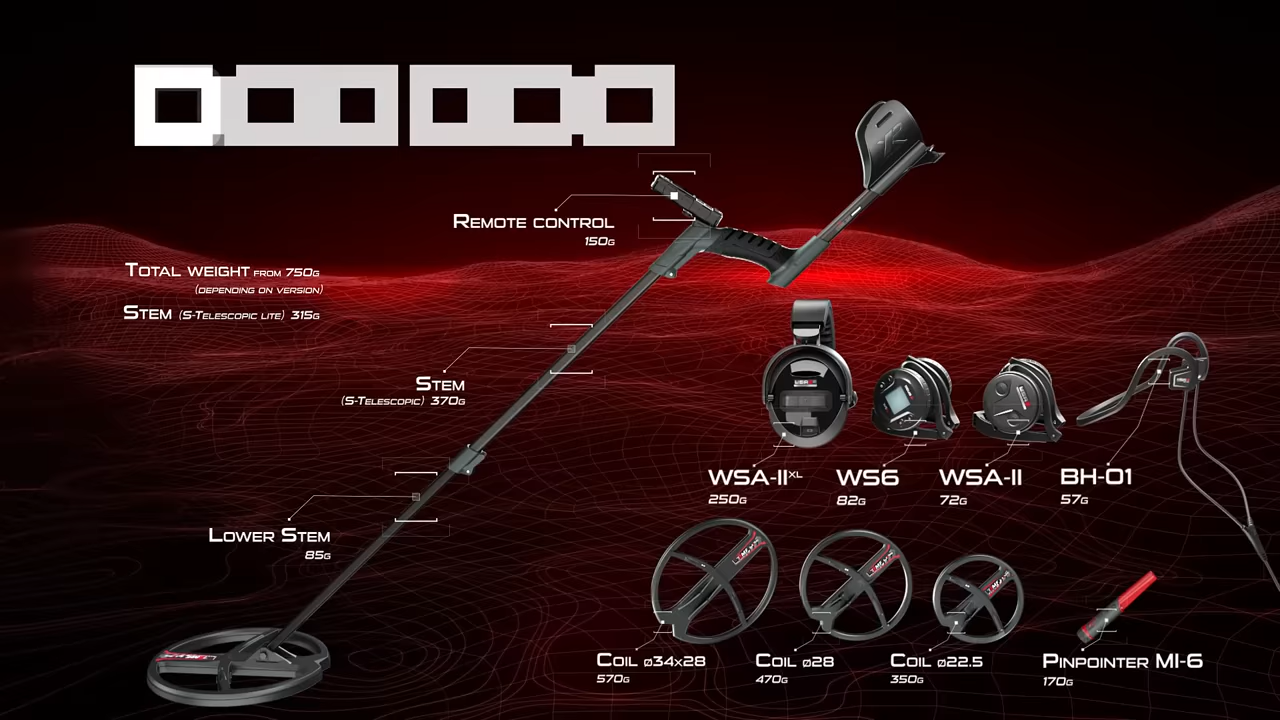 REMOTE CONTROL
150G
TOTAL WEIGHT FROM 750G
(DEPENDING ON VERSION)
STEM (S-TELESCOPIC LITE) 315G
STEM
(S-TELESCOPIC) 370G
LOWER STEM
85G
WSA-II XL
250G
WS6
82G
WSA-II
72G
BH-01
57G
COIL Ø34X28
570G
COIL Ø28
470G
COIL Ø22.5
350G
PINPOINTER MI-6
170G